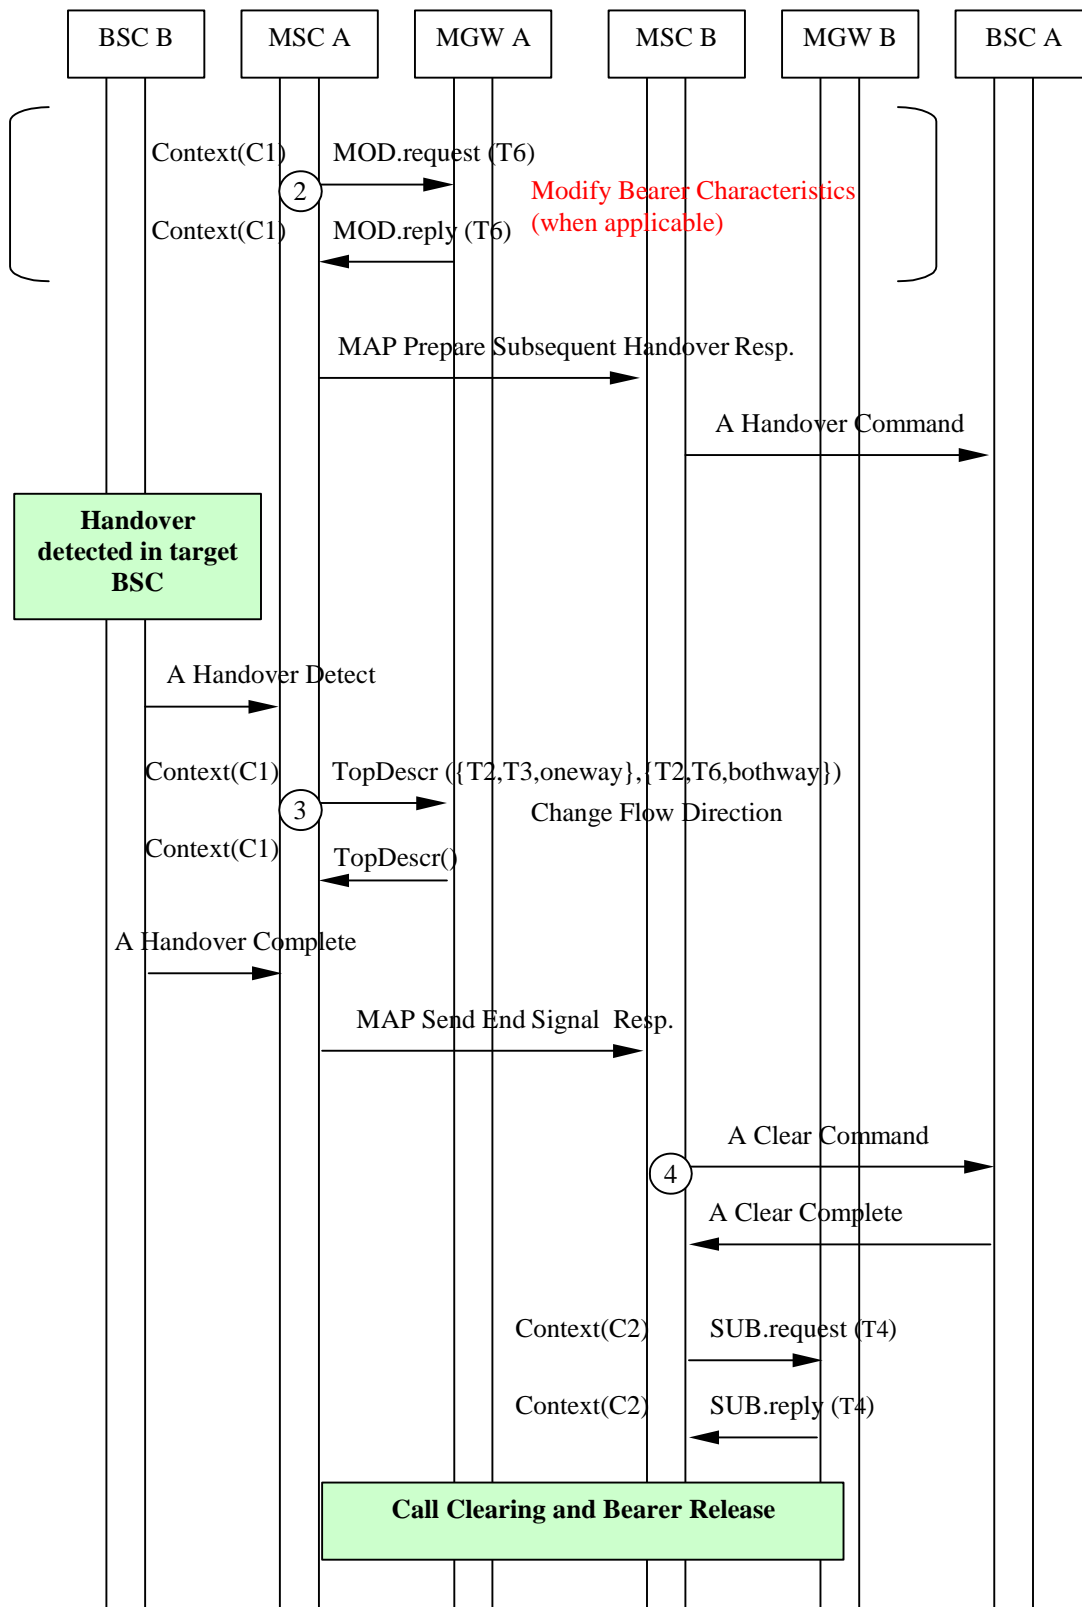 BSC B MSC A MGW A MSC B MGW B BSC A
Context(C1) MOD.request (T6)
2 Modify Bearer Characteristics
(when applicable)
Context(C1) MOD.reply (T6)
MAP Prepare Subsequent Handover Resp.
A Handover Command
Handover
detected in target
BSC
A Handover Detect
Context(C1) TopDescr ({T2,T3,oneway},{T2,T6,bothway})
3 Change Flow Direction
Context(C1) TopDescr()
A Handover Complete
MAP Send End Signal Resp.
A Clear Command
4
A Clear Complete
Context(C2) SUB.request (T4)
Context(C2) SUB.reply (T4)
Call Clearing and Bearer Release